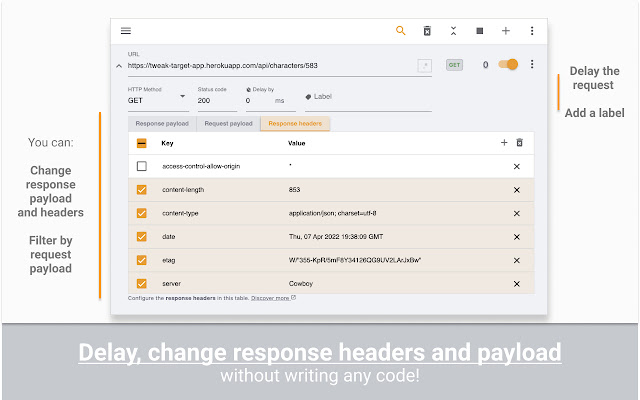 URL
https://tweak-target-app.herokuapp.com/api/characters/583
.*
GET
0
HTTP Method
GET
Status code
200
Delay by
0 ms
Label
Response payload
Request payload
Response headers
Key
Value
access-control-allow-origin
*
content-length
853
content-type
application/json; charset=utf-8
date
Thu, 07 Apr 2022 19:38:09 GMT
etag
W/"355-KpR/5mF8Y34126QG9UV2LArJxBw"
server
Cowboy
Configure the response headers in this table. Discover more
You can:
Change
response
payload
and headers
Filter by
request
payload
Delay the
request
Add a label
Delay, change response headers and payload
without writing any code!